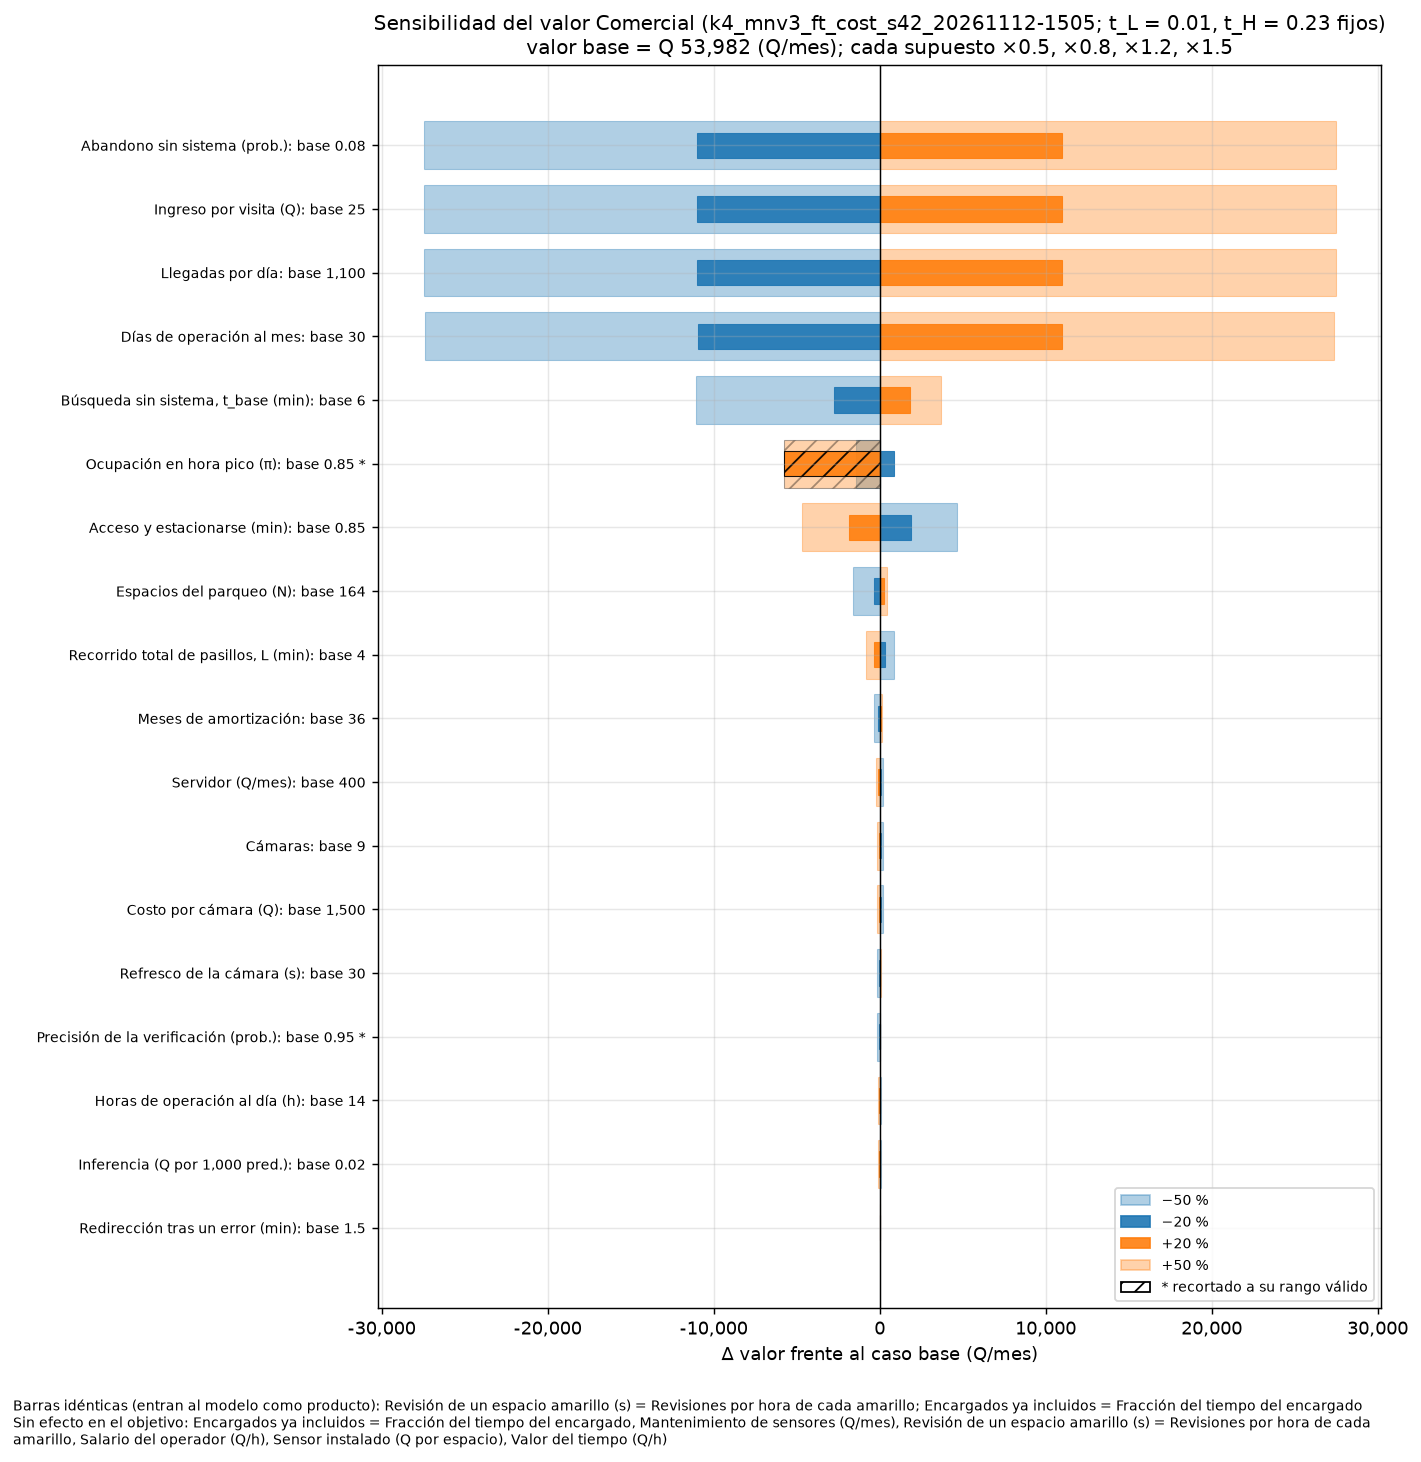 Sensibilidad del valor Comercial (k4_mnv3_ft_cost_s42_20261112-1505; t_L = 0.01, t_H = 0.23 fijos)
valor base = Q 53,982 (Q/mes); cada supuesto ×0.5, ×0.8, ×1.2, ×1.5
Abandono sin sistema (prob.): base 0.08
Ingreso por visita (Q): base 25
Llegadas por día: base 1,100
Días de operación al mes: base 30
Búsqueda sin sistema, t_base (min): base 6
Ocupación en hora pico (π): base 0.85 *
Acceso y estacionarse (min): base 0.85
Espacios del parqueo (N): base 164
Recorrido total de pasillos, L (min): base 4
Meses de amortización: base 36
Servidor (Q/mes): base 400
Cámaras: base 9
Costo por cámara (Q): base 1,500
Refresco de la cámara (s): base 30
Precisión de la verificación (prob.): base 0.95 *
Horas de operación al día (h): base 14
Inferencia (Q por 1,000 pred.): base 0.02
Redirección tras un error (min): base 1.5
−50 %
−20 %
+20 %
+50 %
* recortado a su rango válido
-30,000 -20,000 -10,000 0 10,000 20,000 30,000
Δ valor frente al caso base (Q/mes)
Barras idénticas (entran al modelo como producto): Revisión de un espacio amarillo (s) = Revisiones por hora de cada amarillo; Encargados ya incluidos = Fracción del tiempo del encargado
Sin efecto en el objetivo: Encargados ya incluidos = Fracción del tiempo del encargado, Mantenimiento de sensores (Q/mes), Revisión de un espacio amarillo (s) = Revisiones por hora de cada
amarillo, Salario del operador (Q/h), Sensor instalado (Q por espacio), Valor del tiempo (Q/h)